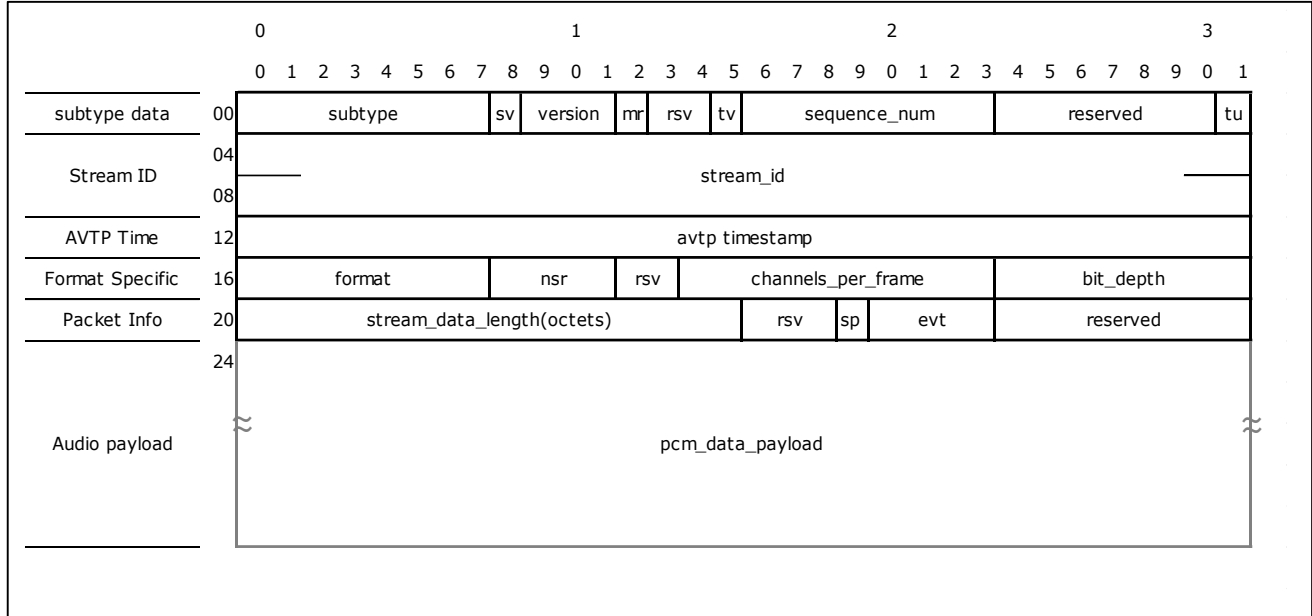 0 1 2 3
0 1 2 3 4 5 6 7 8 9 0 1 2 3 4 5 6 7 8 9 0 1 2 3 4 5 6 7 8 9 0 1
subtype data 00 subtype sv version mr rsv tv sequence_num reserved tu
04
Stream ID stream_id
08
AVTP Time 12 avtp timestamp
Format Specific 16 format nsr rsv channels_per_frame bit_depth
Packet Info 20 stream_data_length(octets) rsv sp evt reserved
24
Audio payload pcm_data_payload